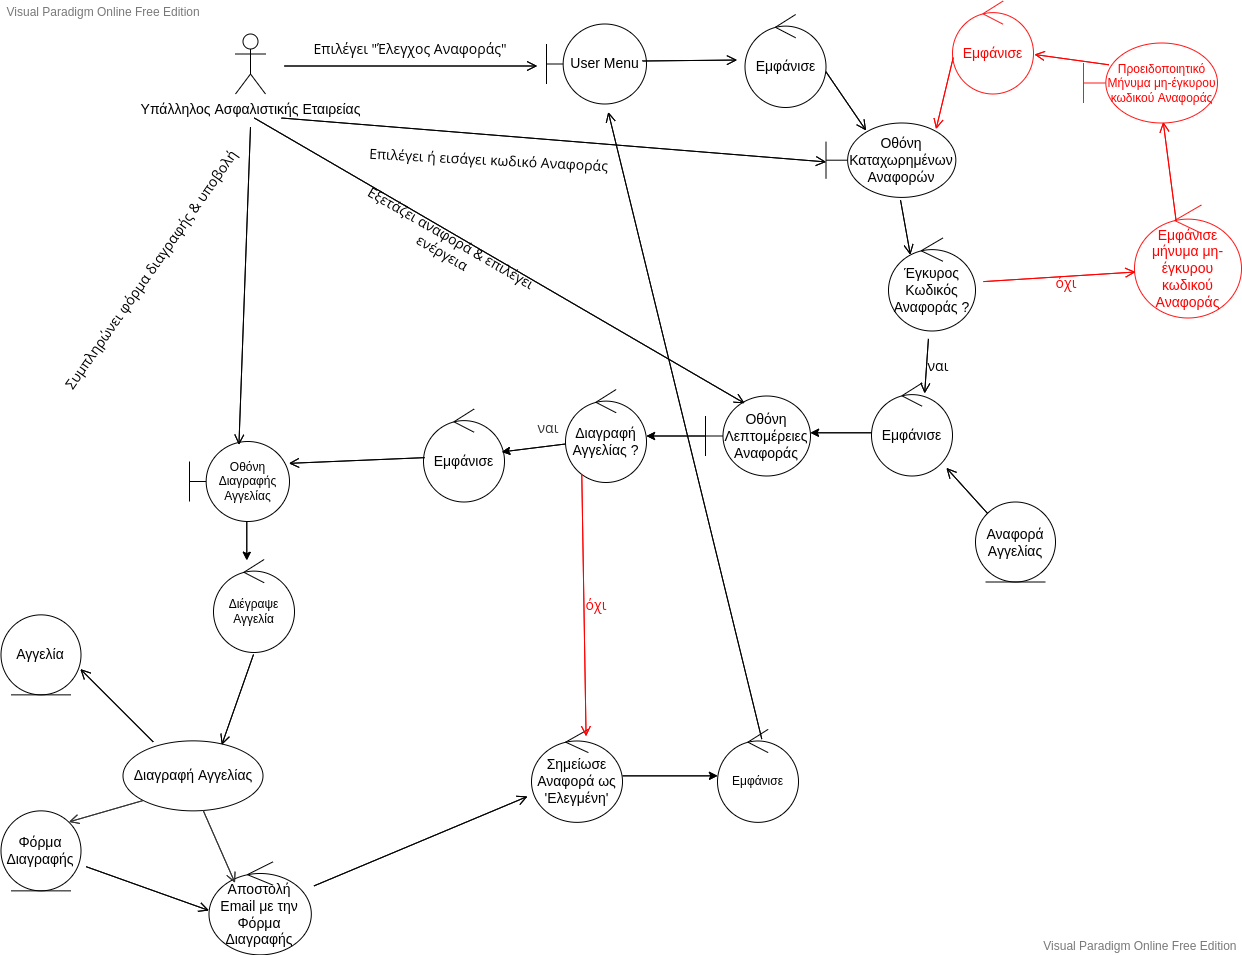 Visual Paradigm Online Free Edition
Επιλέγει "Έλεγχος Αναφοράς"
User Menu
Εμφάνισε
Εμφάνισε
Προειδοποιητικό
Μήνυμα μη-έγκυρου
κωδικού Αναφοράς
Υπάλληλος Ασφαλιστικής Εταιρείας
Επιλέγει ή εισάγει κωδικό Αναφοράς
Οθόνη
Καταχωρημένων
Αναφορών
Συμπληρώνει φόρμα διαγραφής & υποβολή
Εξετάζει αναφορά & επιλέγει
ενέργεια
Έγκυρος
Κωδικός
Αναφοράς ?
όχι
Εμφάνισε
μήνυμα μη-
έγκυρου
κωδικού
Αναφοράς
ναι
Εμφάνισε
Οθόνη
Λεπτομέρειες
Αναφοράς
Διαγραφή
Αγγελίας ?
ναι
Εμφάνισε
Οθόνη
Διαγραφής
Αγγελίας
Αναφορά
Αγγελίας
όχι
Διέγραψε
Αγγελία
Αγγελία
Διαγραφή Αγγελίας
Σημείωσε
Αναφορά ως
'Ελεγμένη'
Εμφάνισε
Φόρμα
Διαγραφής
Αποστολή
Email με την
Φόρμα
Διαγραφής
Visual Paradigm Online Free Edition